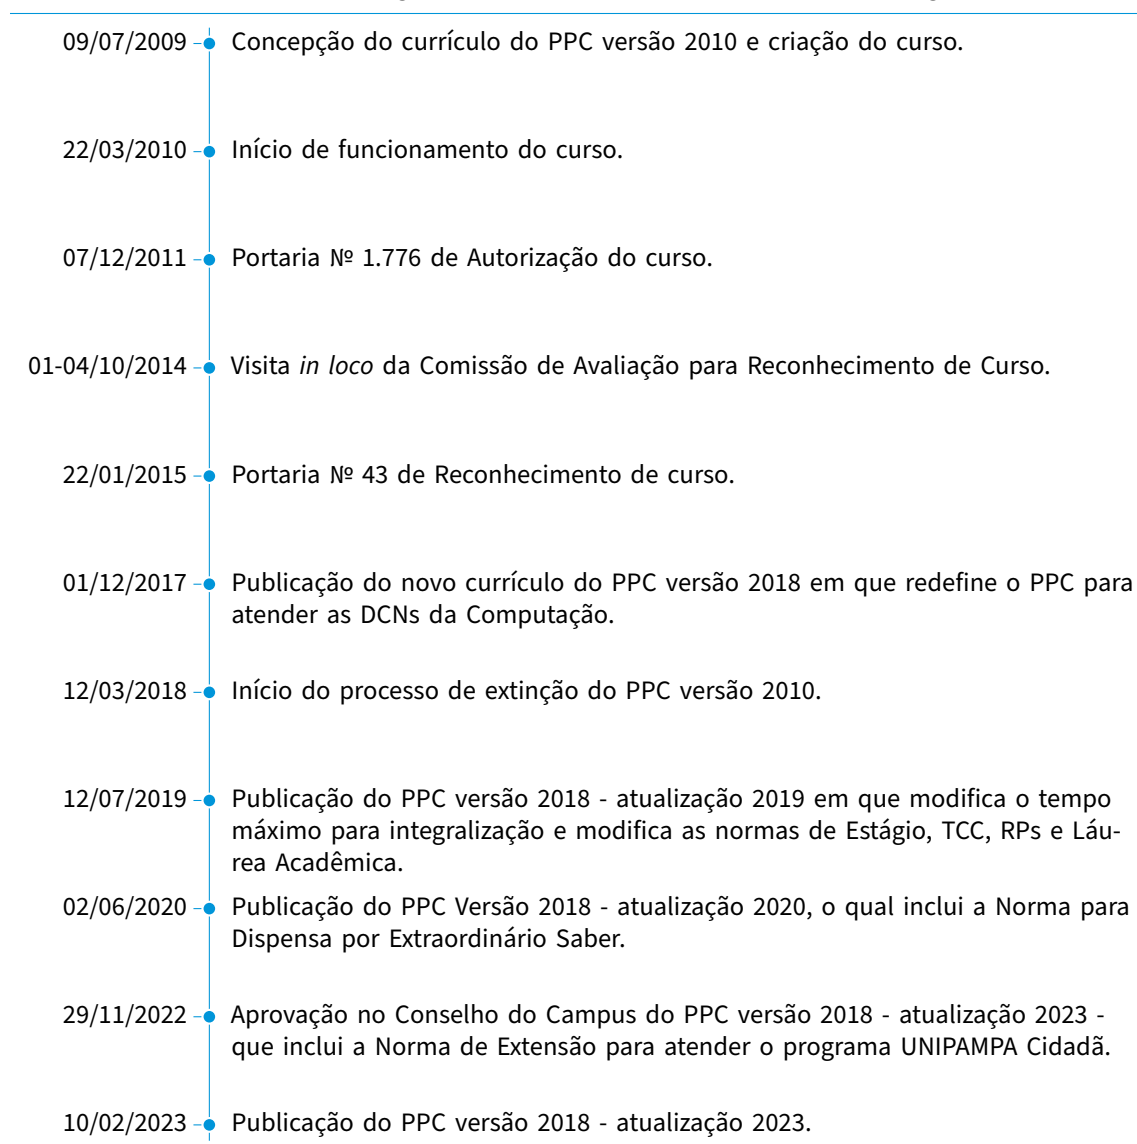 09/07/2009 Concepção do currículo do PPC versão 2010 e criação do curso.
22/03/2010 Início de funcionamento do curso.
07/12/2011 Portaria Nº 1.776 de Autorização do curso.
01-04/10/2014 Visita in loco da Comissão de Avaliação para Reconhecimento de Curso.
22/01/2015 Portaria Nº 43 de Reconhecimento de curso.
01/12/2017 Publicação do novo currículo do PPC versão 2018 em que redefine o PPC para
atender as DCNs da Computação.
12/03/2018 Início do processo de extinção do PPC versão 2010.
12/07/2019 Publicação do PPC versão 2018 - atualização 2019 em que modifica o tempo
máximo para integralização e modifica as normas de Estágio, TCC, RPs e Láu-
rea Acadêmica.
02/06/2020 Publicação do PPC Versão 2018 - atualização 2020, o qual inclui a Norma para
Dispensa por Extraordinário Saber.
29/11/2022 Aprovação no Conselho do Campus do PPC versão 2018 - atualização 2023 -
que inclui a Norma de Extensão para atender o programa UNIPAMPA Cidadã.
10/02/2023 Publicação do PPC versão 2018 - atualização 2023.